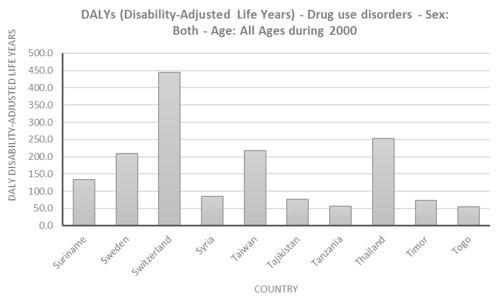 DALYs (Disability-Adjusted Life Years) - Drug use disorders - Sex:
Both - Age: All Ages during 2000
DALY DISABILITY-ADJUSTED LIFE YEARS
500.0
450.0
400.0
350.0
300.0
250.0
200.0
150.0
100.0
50.0
0.0
Suriname
Sweden
Switzerland
Syria
Taiwan
Tajikistan
Tanzania
Thailand
Timor
Togo
COUNTRY